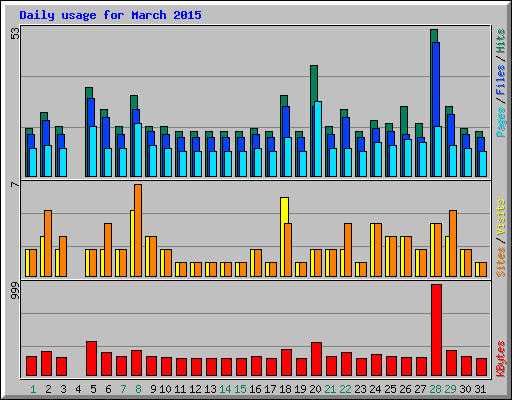 Daily usage for March 2015
53
Pages / Files / Hits
7
Sites / Visits
999
KBytes
1 2 3 4 5 6 7 8 9 10 11 12 13 14 15 16 17 18 19 20 21 22 23 24 25 26 27 28 29 30 31